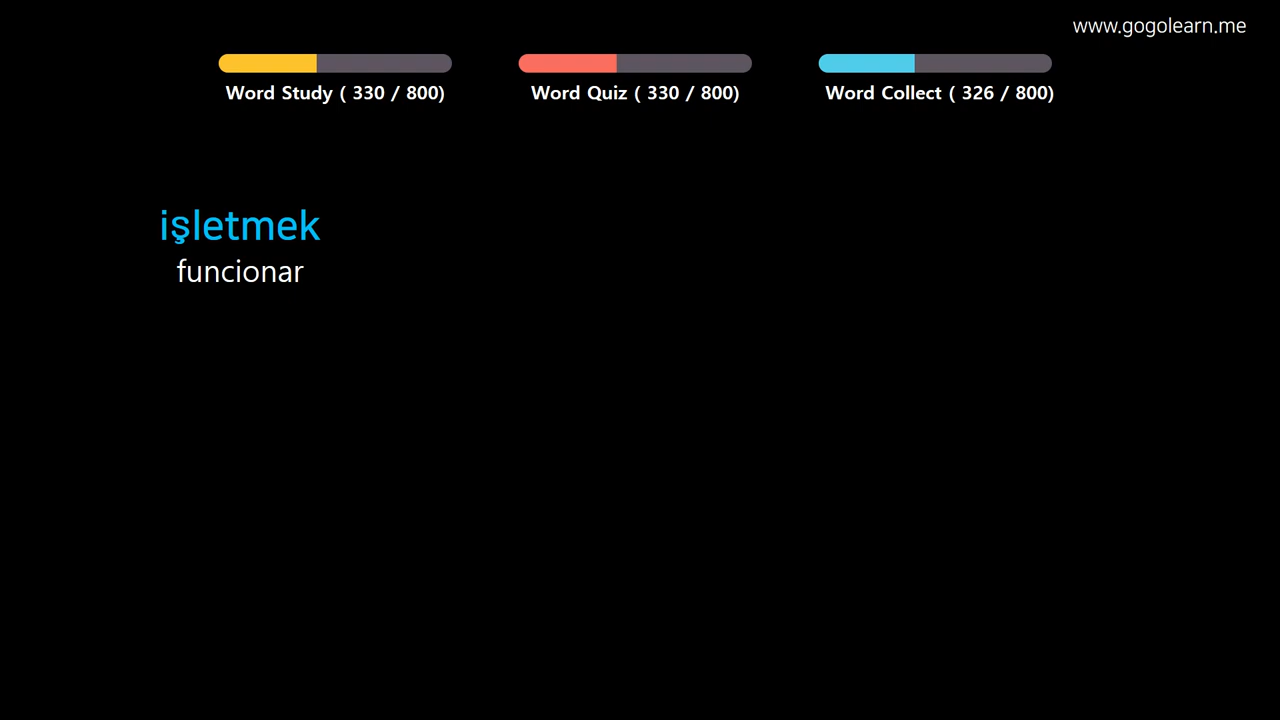 www.gogolearn.me
Word Study ( 330 / 800)
Word Quiz ( 330 / 800)
Word Collect ( 326 / 800)
işletmek
funcionar